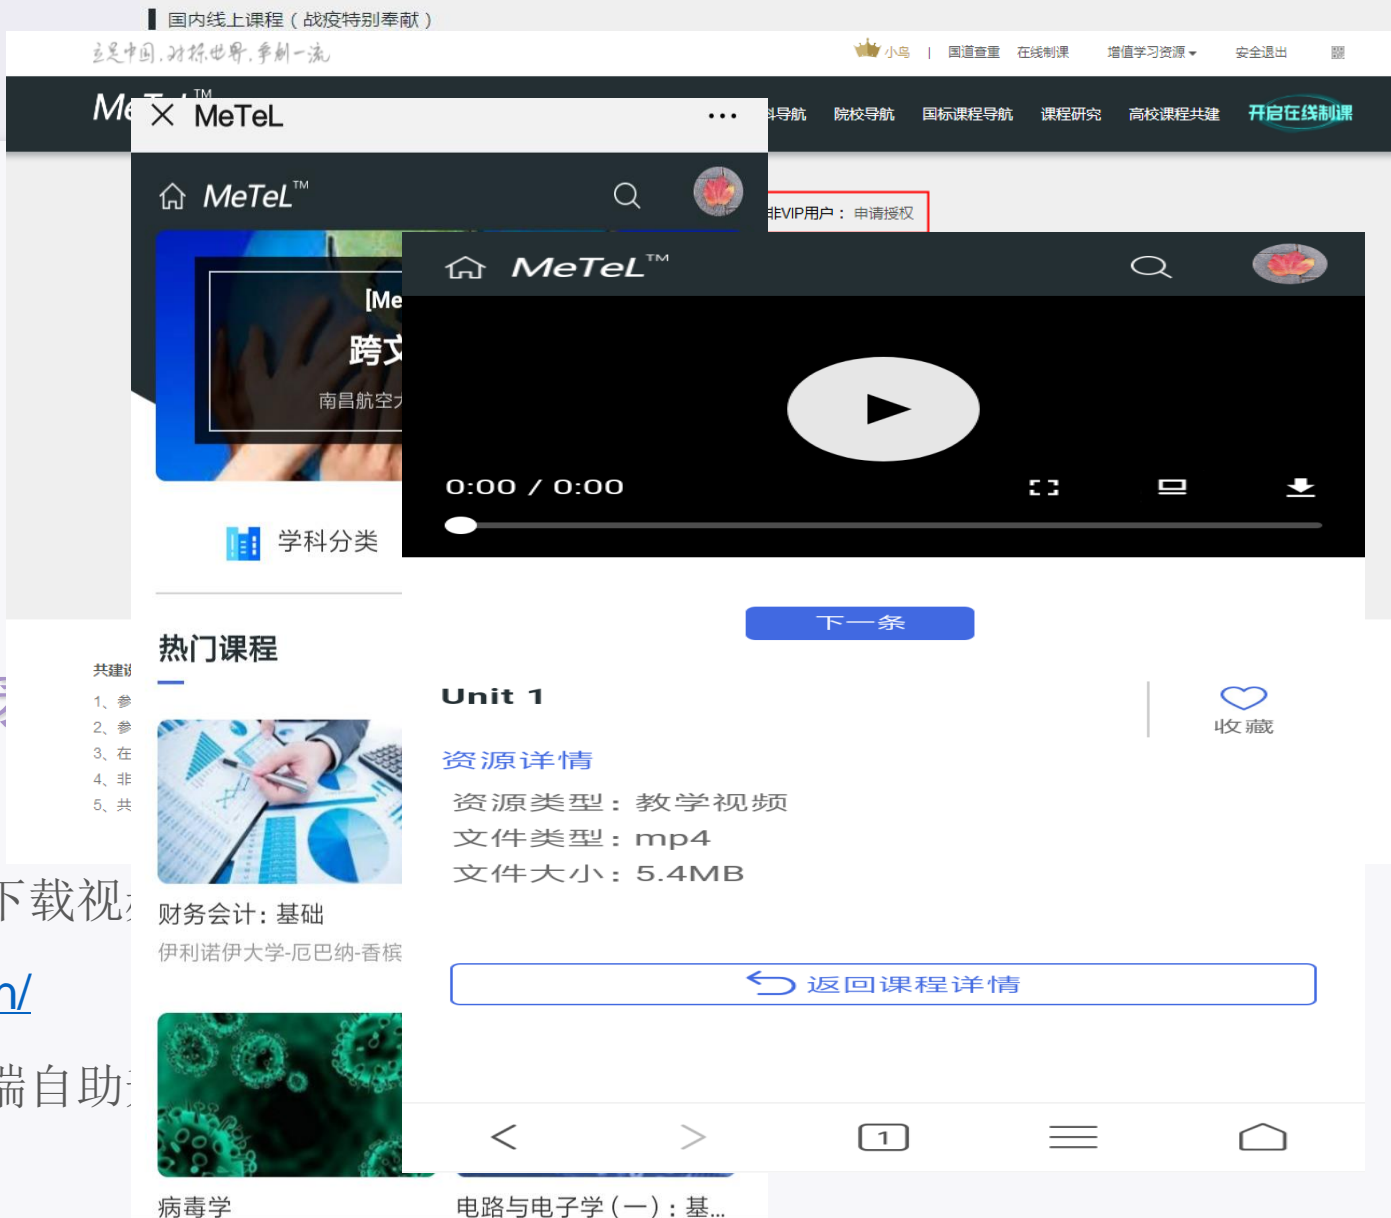 国内线上课程（战疫特别奉献）
立足中国.对标世界.争创一流
小鸟 | 国道查重 在线制课 增值学习资源 安全退出
MeTeL™
科导航 院校导航 国标课程导航 课程研究 高校课程共建 开启在线制课
非VIP用户： 申请授权
MeTeL
MeTeL™
[Me
跨文
南昌航空大
学科分类
热门课程
财务会计：基础
伊利诺伊大学-厄巴纳-香槟
病毒学
电路与电子学（一）：基...
MeTeL™
0:00 / 0:00
下一条
Unit 1
收藏
资源详情
资源类型：教学视频
文件类型：mp4
文件大小：5.4MB
返回课程详情
1
共建说
1、参
2、参
3、在
4、非
5、共
下载视
n/
端自助